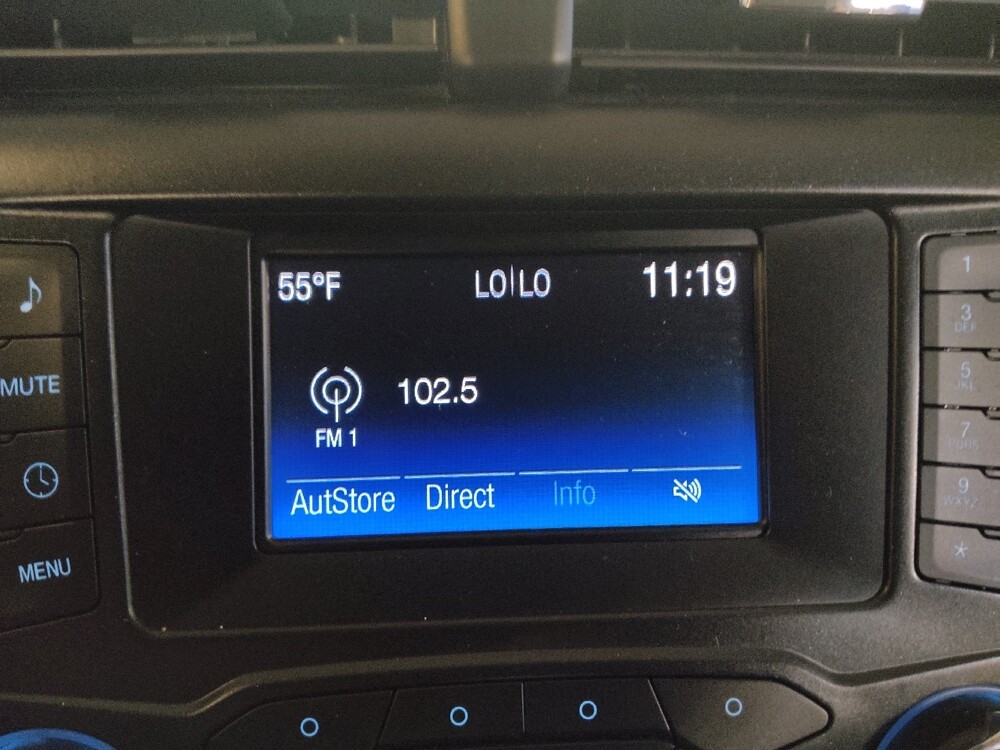 55°F LO|LO 11:19
102.5
FM 1
AutStore Direct Info
MUTE
MENU
1
3
DEF
5
JKL
7
PQRS
9
WXYZ
*